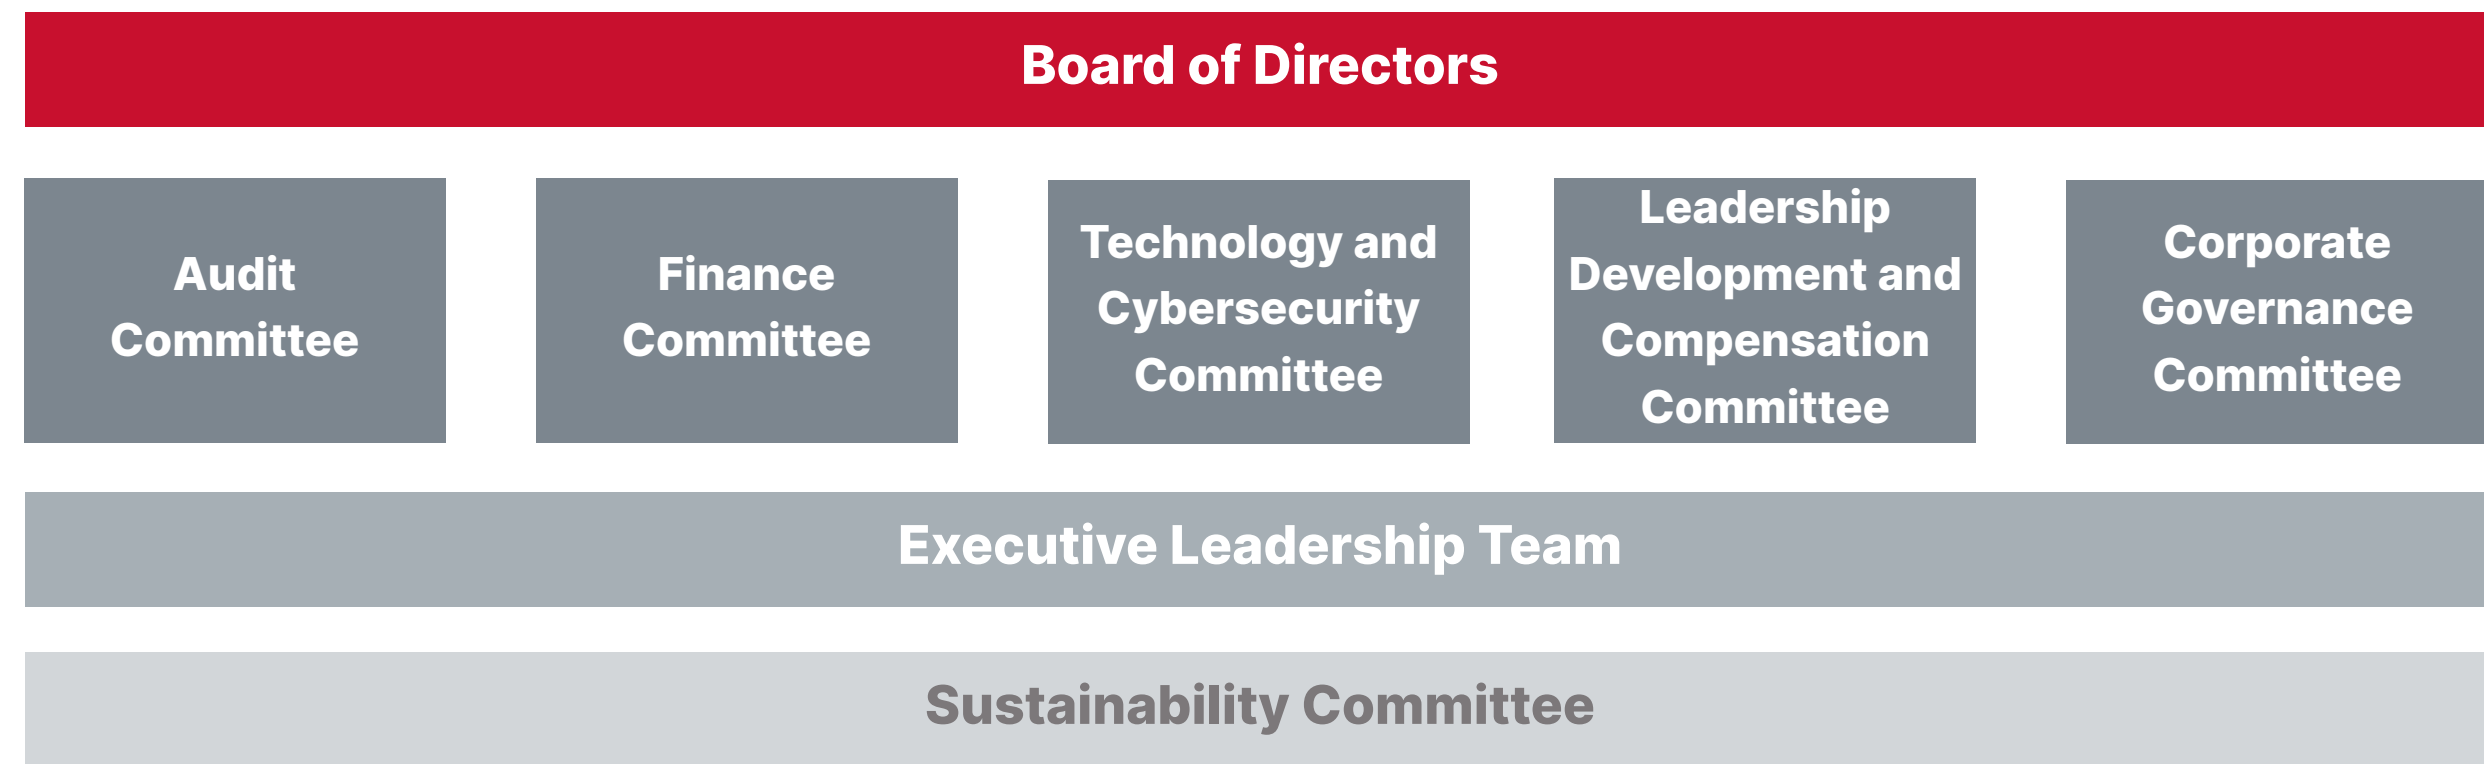 Board of Directors
Audit
Committee
Finance
Committee
Technology and
Cybersecurity
Committee
Leadership
Development and
Compensation
Committee
Corporate
Governance
Committee
Executive Leadership Team
Sustainability Committee